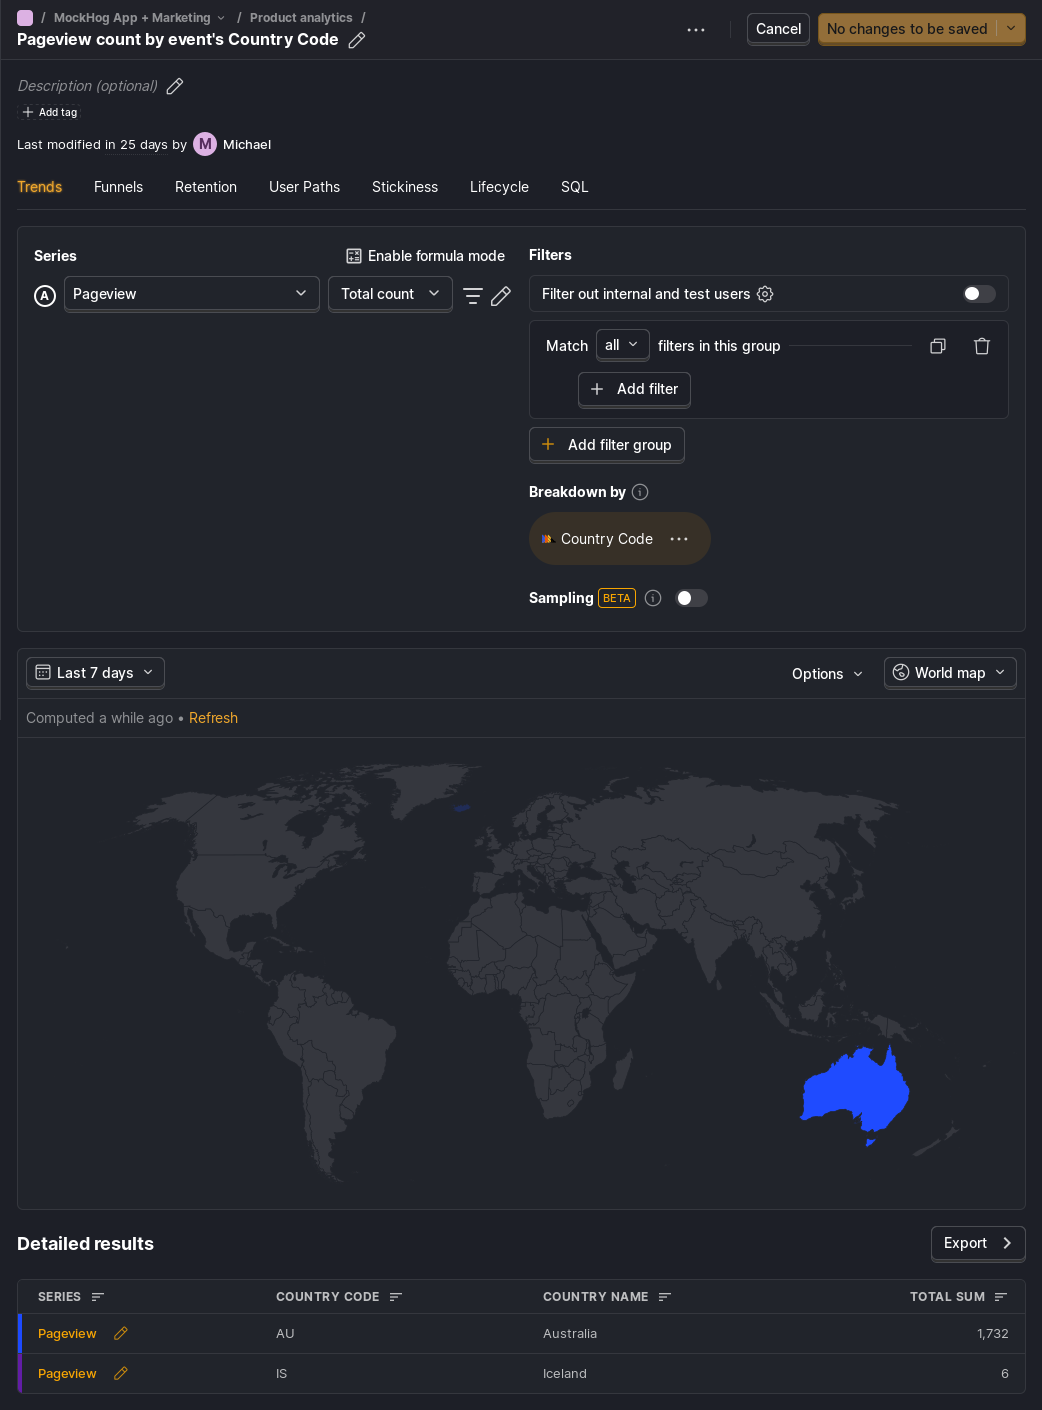 / MockHog App + Marketing / Product analytics /
Pageview count by event's Country Code
Cancel
No changes to be saved
Description (optional)
Add tag
Last modified in 25 days by M Michael
Trends Funnels Retention User Paths Stickiness Lifecycle SQL
Series
Enable formula mode
A Pageview Total count
Filters
Filter out internal and test users
Match all filters in this group
Add filter
Add filter group
Breakdown by
Country Code
Sampling BETA
Last 7 days
Options
World map
Computed a while ago • Refresh
Detailed results
Export
SERIES COUNTRY CODE COUNTRY NAME TOTAL SUM
Pageview AU Australia 1,732
Pageview IS Iceland 6